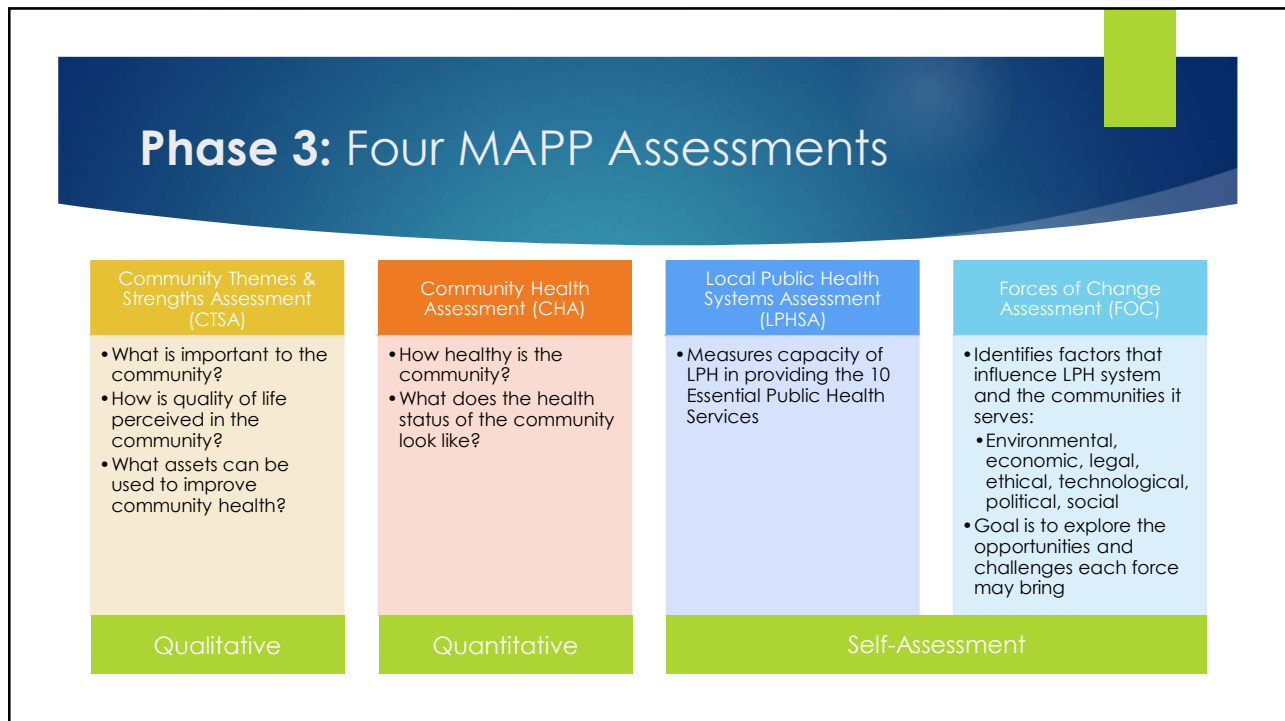 Phase 3: Four MAPP Assessments
Community Themes &
Strengths Assessment
(CTSA)
•What is important to the
community?
•How is quality of life
perceived in the
community?
•What assets can be
used to improve
community health?
Qualitative
Community Health
Assessment (CHA)
•How healthy is the
community?
•What does the health
status of the community
look like?
Quantitative
Local Public Health
Systems Assessment
(LPHSA)
•Measures capacity of
LPH in providing the 10
Essential Public Health
Services
Forces of Change
Assessment (FOC)
•Identifies factors that
influence LPH system
and the communities it
serves:
•Environmental,
economic, legal,
ethical, technological,
political, social
•Goal is to explore the
opportunities and
challenges each force
may bring
Self-Assessment